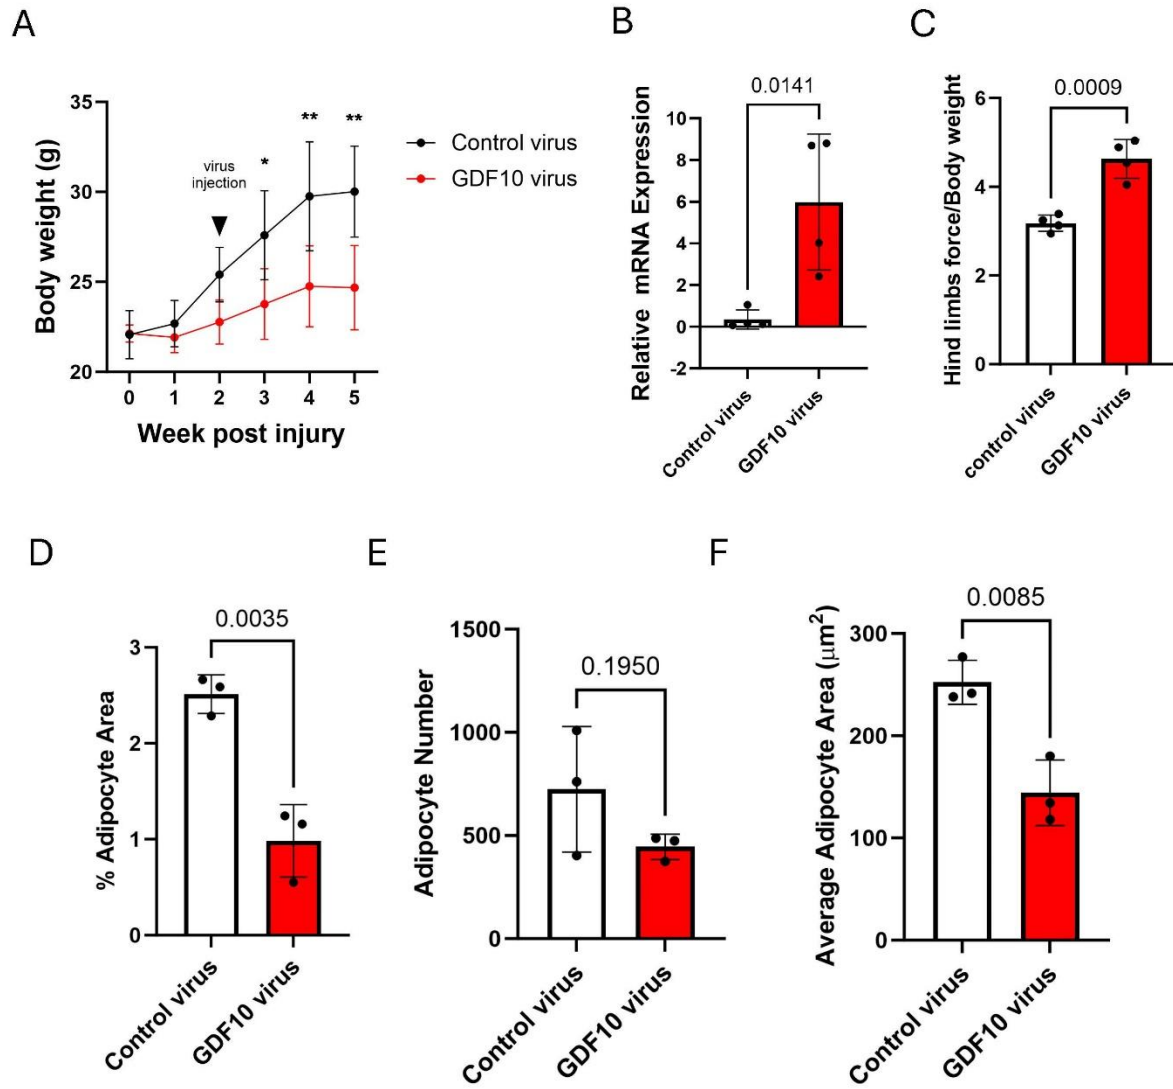 A
Body weight (g)
35
30
25
20
virus
injection
*
**
**
0 1 2 3 4 5
Week post injury
Control virus
GDF10 virus
B
Relative mRNA Expression
0.0141
10
8
6
4
2
0
-2
Control virus
GDF10 virus
C
Hind limbs force/Body weight
0.0009
6
4
2
0
control virus
GDF10 virus
D
% Adipocyte Area
0.0035
3
2
1
0
Control virus
GDF10 virus
E
Adipocyte Number
0.1950
1500
1000
500
0
Control virus
GDF10 virus
F
Average Adipocyte Area (μm²)
0.0085
300
200
100
0
Control virus
GDF10 virus